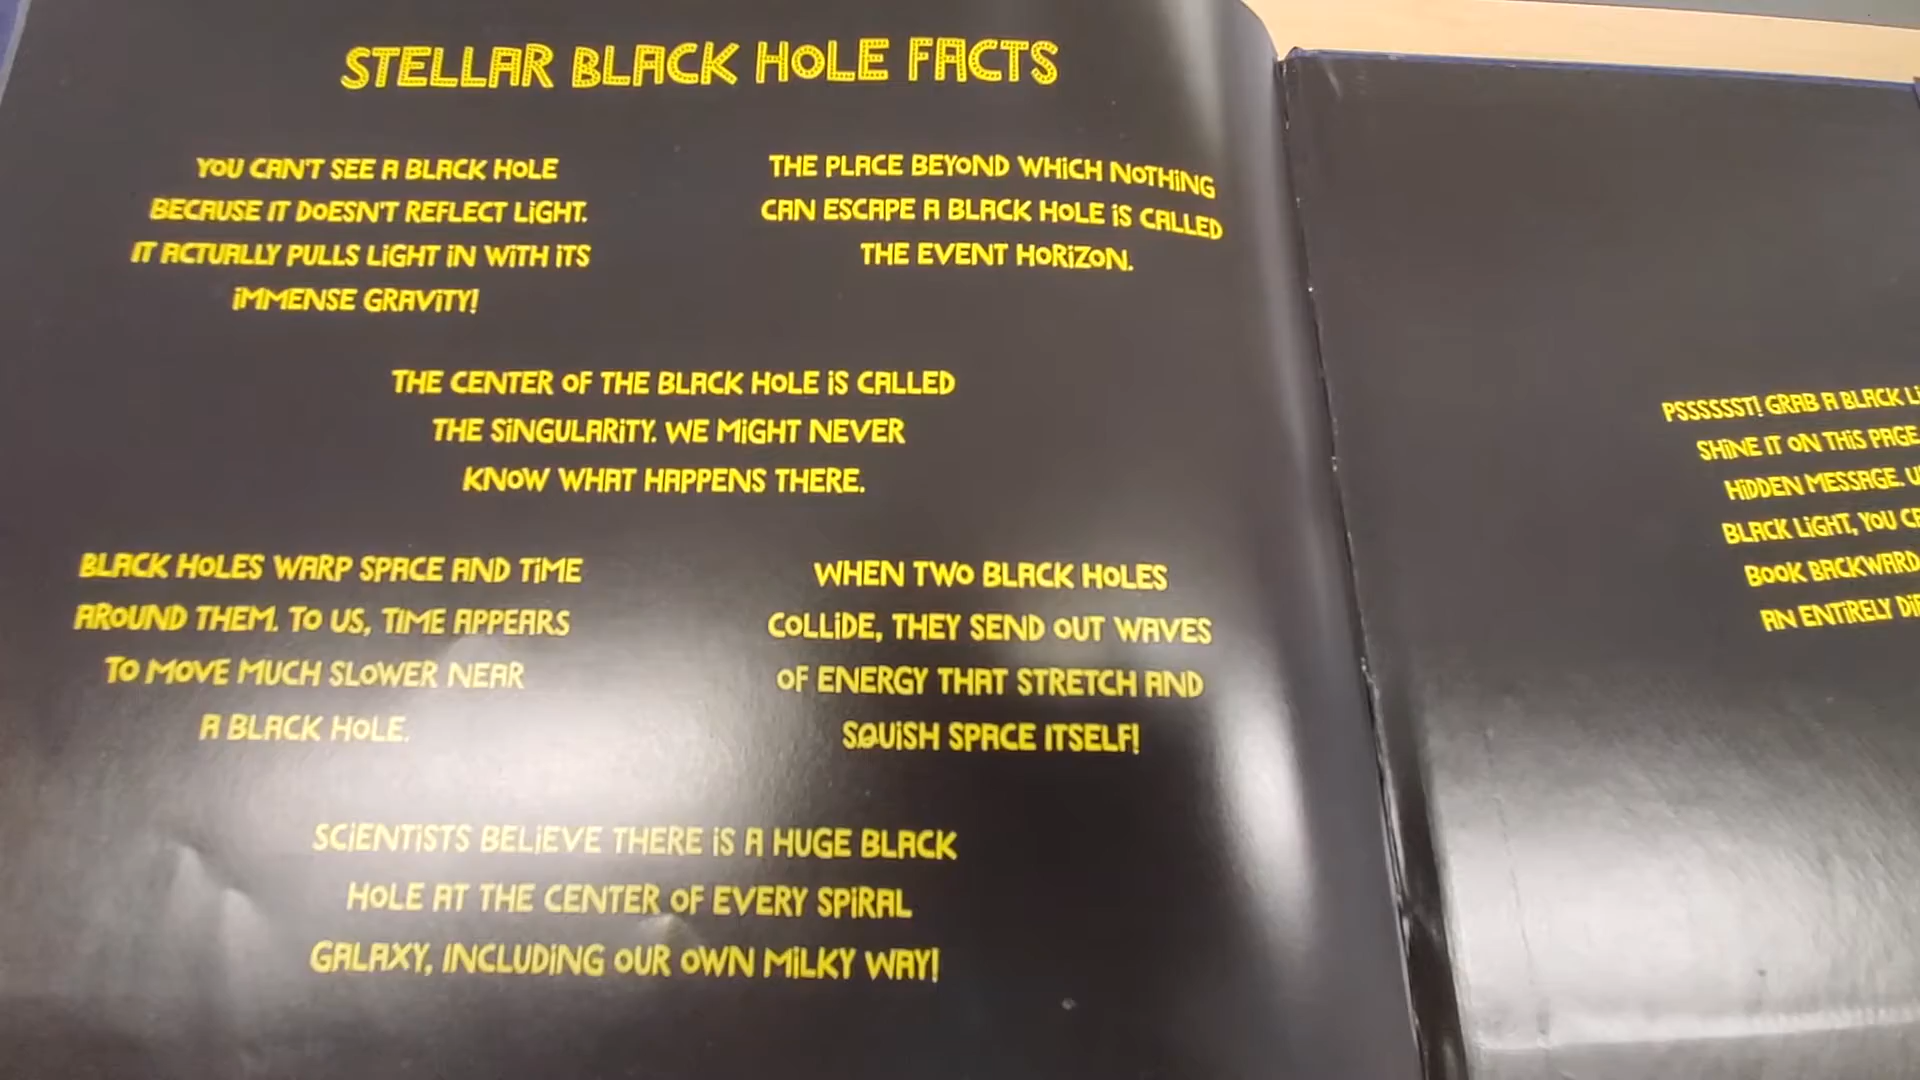 STELLAR BLACK HOLE FACTS
YOU CAN'T SEE A BLACK HOLE
BECAUSE IT DOESN'T REFLECT LIGHT.
IT ACTUALLY PULLS LIGHT IN WITH ITS
IMMENSE GRAVITY!
THE PLACE BEYOND WHICH NOTHING
CAN ESCAPE A BLACK HOLE IS CALLED
THE EVENT HORIZON.
THE CENTER OF THE BLACK HOLE IS CALLED
THE SINGULARITY. WE MIGHT NEVER
KNOW WHAT HAPPENS THERE.
BLACK HOLES WARP SPACE AND TIME
AROUND THEM. TO US, TIME APPEARS
TO MOVE MUCH SLOWER NEAR
A BLACK HOLE.
WHEN TWO BLACK HOLES
COLLIDE, THEY SEND OUT WAVES
OF ENERGY THAT STRETCH AND
SQUISH SPACE ITSELF!
SCIENTISTS BELIEVE THERE IS A HUGE BLACK
HOLE AT THE CENTER OF EVERY SPIRAL
GALAXY, INCLUDING OUR OWN MILKY WAY!
PSSSSSST! GRAB A BLACK
SHINE IT ON THIS PAGE
HIDDEN MESSAGE.
BLACK LIGHT, YOU
BOOK BACKWARD
AN ENTIRELY